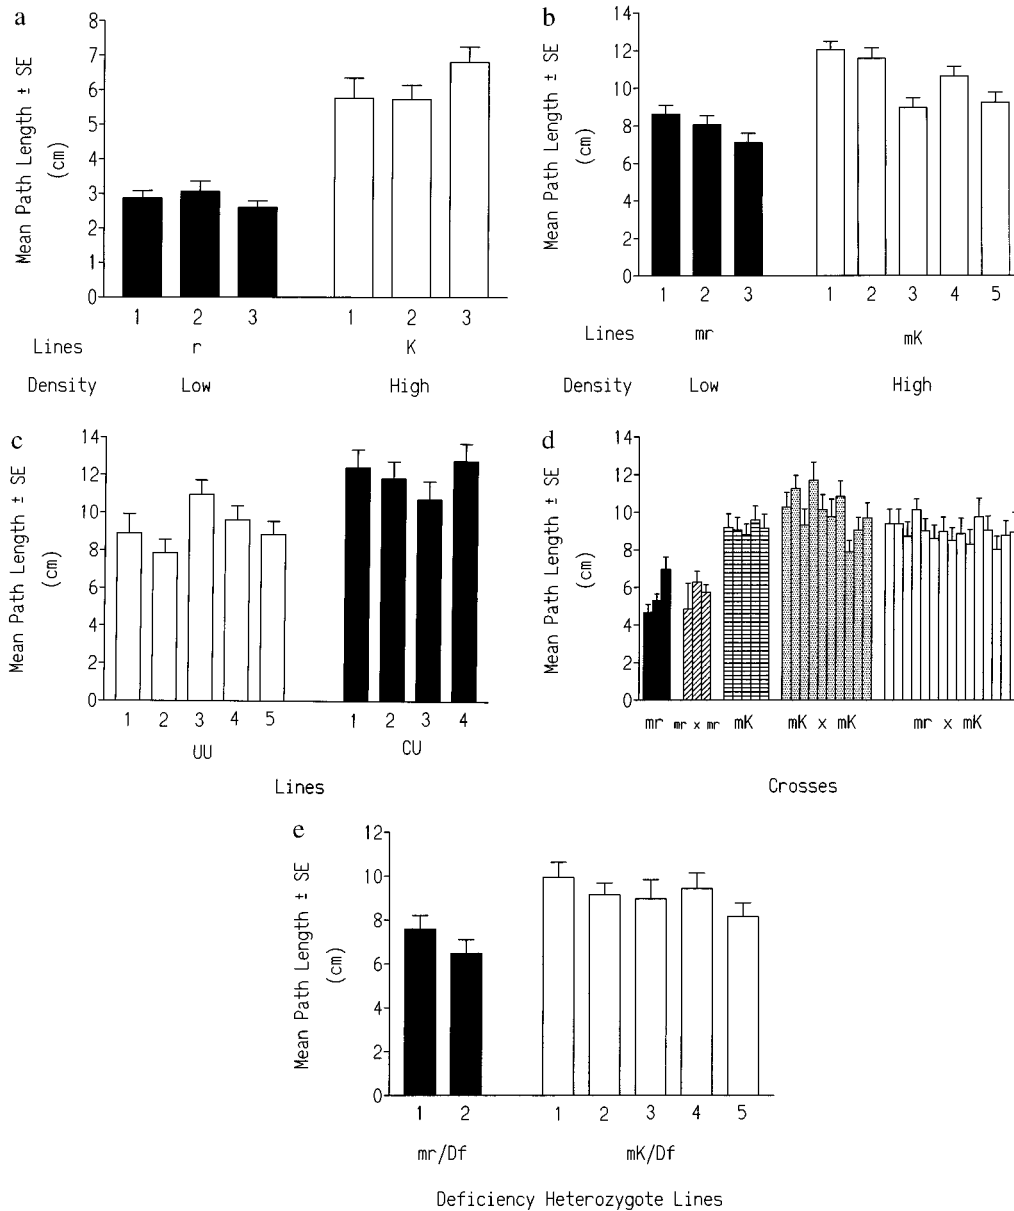 a
8
7
6
5
4
3
2
1
0
Mean Path Length ± SE
(cm)
1 2 3 1 2 3
Lines r K
Density Low High
b
14
12
10
8
6
4
2
0
Mean Path Length ± SE
(cm)
1 2 3 1 2 3 4 5
Lines mr mK
Density Low High
c
14
12
10
8
6
4
2
0
Mean Path Length ± SE
(cm)
1 2 3 4 5 1 2 3 4
UU CU
Lines
d
14
12
10
8
6
4
2
0
Mean Path Length ± SE
(cm)
mr mr x mr mK mK x mK mr x mK
Crosses
e
12
10
8
6
4
2
0
Mean Path Length ± SE
(cm)
1 2 1 2 3 4 5
mr/Df mK/Df
Deficiency Heterozygote Lines